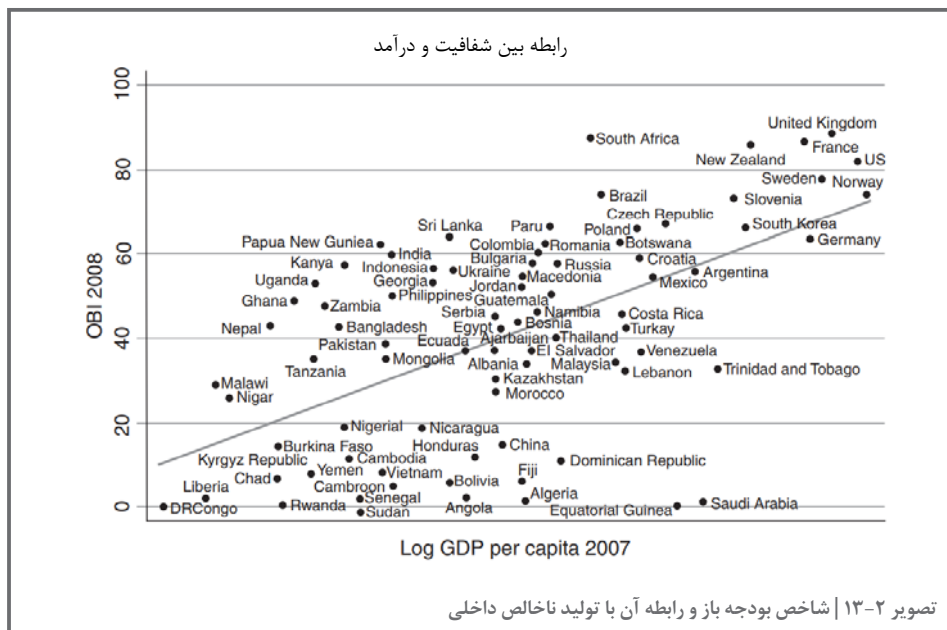 رابطه بین شفافیت و درآمد
100
United Kingdom
South Africa
France
New Zealand
US
80
Sweden
Norway
Brazil
Slovenia
Czech Republic
Sri Lanka
Paru
Poland
South Korea
Papua New Guniea
Colombia
Romania
Botswana
Germany
60
India
Kanya
Indonesia
Bulgaria
Russia
Croatia
Uganda
Georgia
Ukraine
Macedonia
Mexico
Argentina
Jordan
Ghana
Zambia
Philippines
Guatemala
Serbia
Namibia
Costa Rica
Nepal
Bangladesh
Egypt
Bosnia
Turkay
OBI 2008
40
Pakistan
Ecuada
Ajarbaijan
Thailand
Tanzania
Mongolia
Albania
El Salvador
Malaysia
Venezuela
Lebanon
Trinidad and Tobago
Malawi
Kazakhstan
Nigar
Morocco
20
Nigerial
Nicaragua
Burkina Faso
Honduras
China
Kyrgyz Republic
Cambodia
Dominican Republic
Chad
Yemen
Vietnam
Fiji
Liberia
Cambroon
Bolivia
Senegal
Algeria
0
DRCongo
Rwanda
Sudan
Angola
Equatorial Guinea
Saudi Arabia
Log GDP per capita 2007
تصویر ۲-۱۳ | شاخص بودجه باز و رابطه آن با تولید ناخالص داخلی